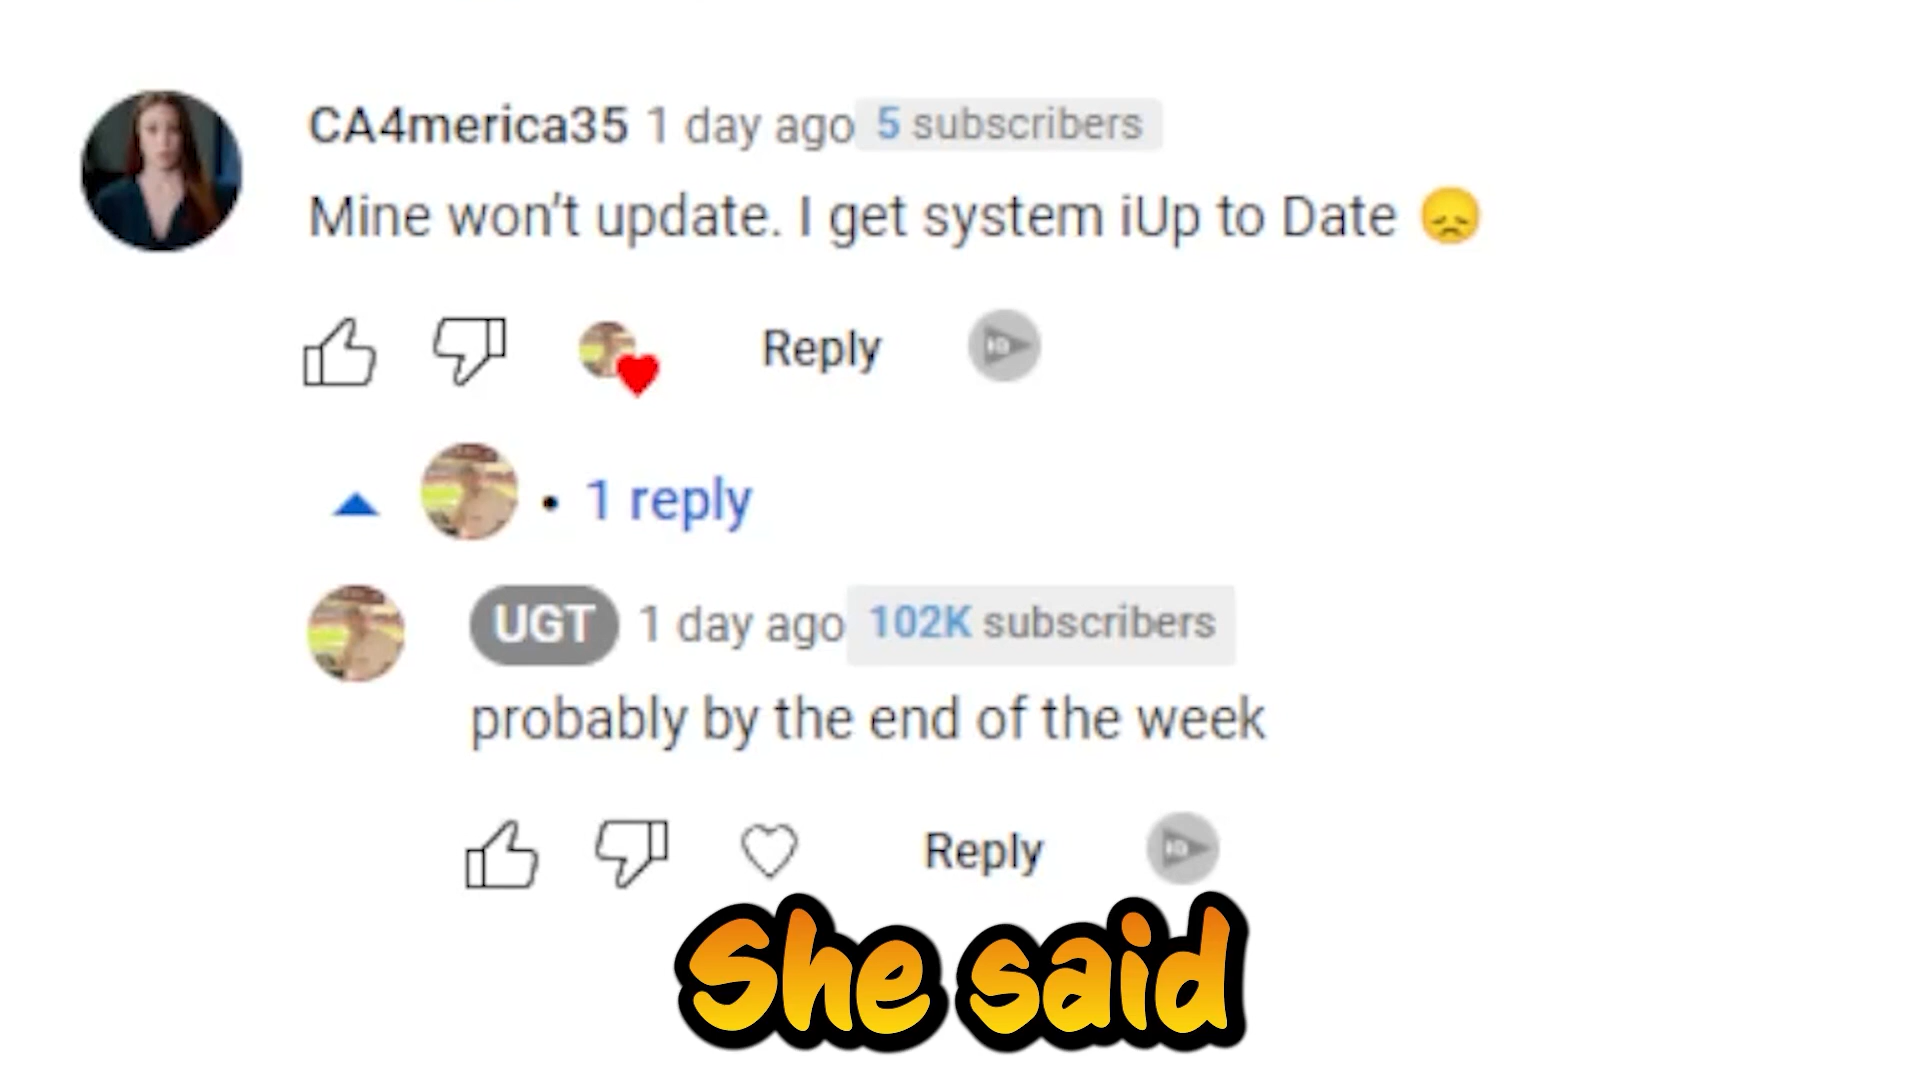 CA4merica35 1 day ago 5 subscribers
Mine won't update. I get system iUp to Date
Reply
• 1 reply
UGT 1 day ago 102K subscribers
probably by the end of the week
Reply
She said